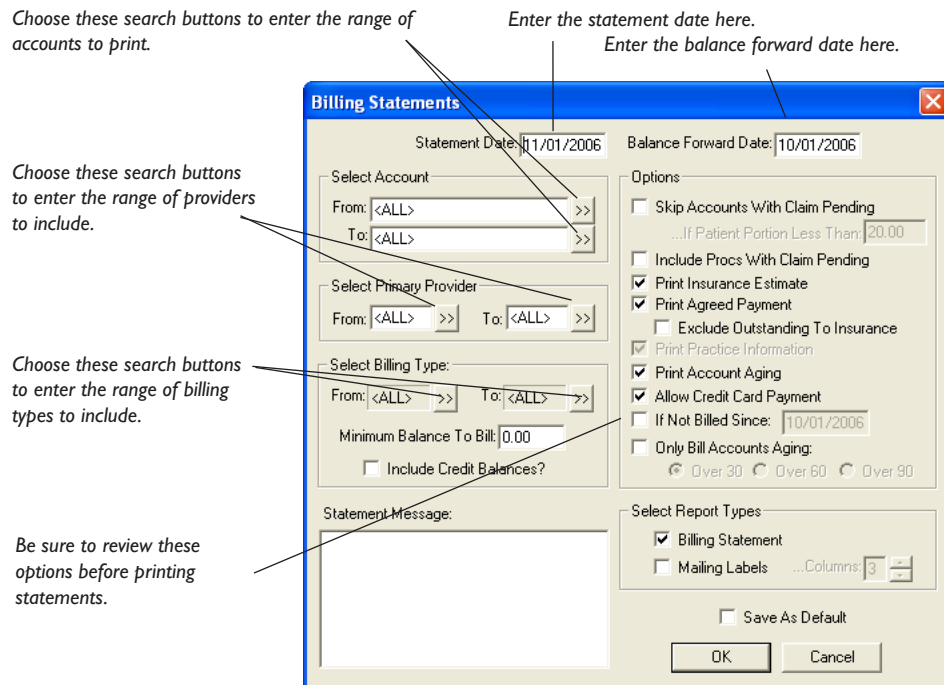 Choose these search buttons to enter the range of
accounts to print.
Enter the statement date here.
Enter the balance forward date here.
Billing Statements
Statement Date: 11/01/2006
Balance Forward Date: 10/01/2006
Choose these search buttons
to enter the range of providers
to include.
Select Account
From: <ALL> >>
To: <ALL> >>
Select Primary Provider
From: <ALL> >> To: <ALL> >>
Choose these search buttons
to enter the range of billing
types to include.
Select Billing Type:
From: <ALL> >> To: <ALL> >>
Minimum Balance To Bill: 0.00
Include Credit Balances?
Options
Skip Accounts With Claim Pending
...If Patient Portion Less Than: 20.00
Include Procs With Claim Pending
Print Insurance Estimate
Print Agreed Payment
Exclude Outstanding To Insurance
Print Practice Information
Print Account Aging
Allow Credit Card Payment
If Not Billed Since: 10/01/2006
Only Bill Accounts Aging:
Over 30 Over 60 Over 90
Be sure to review these
options before printing
statements.
Statement Message:
Select Report Types
Billing Statement
Mailing Labels ...Columns: 3
Save As Default
OK Cancel